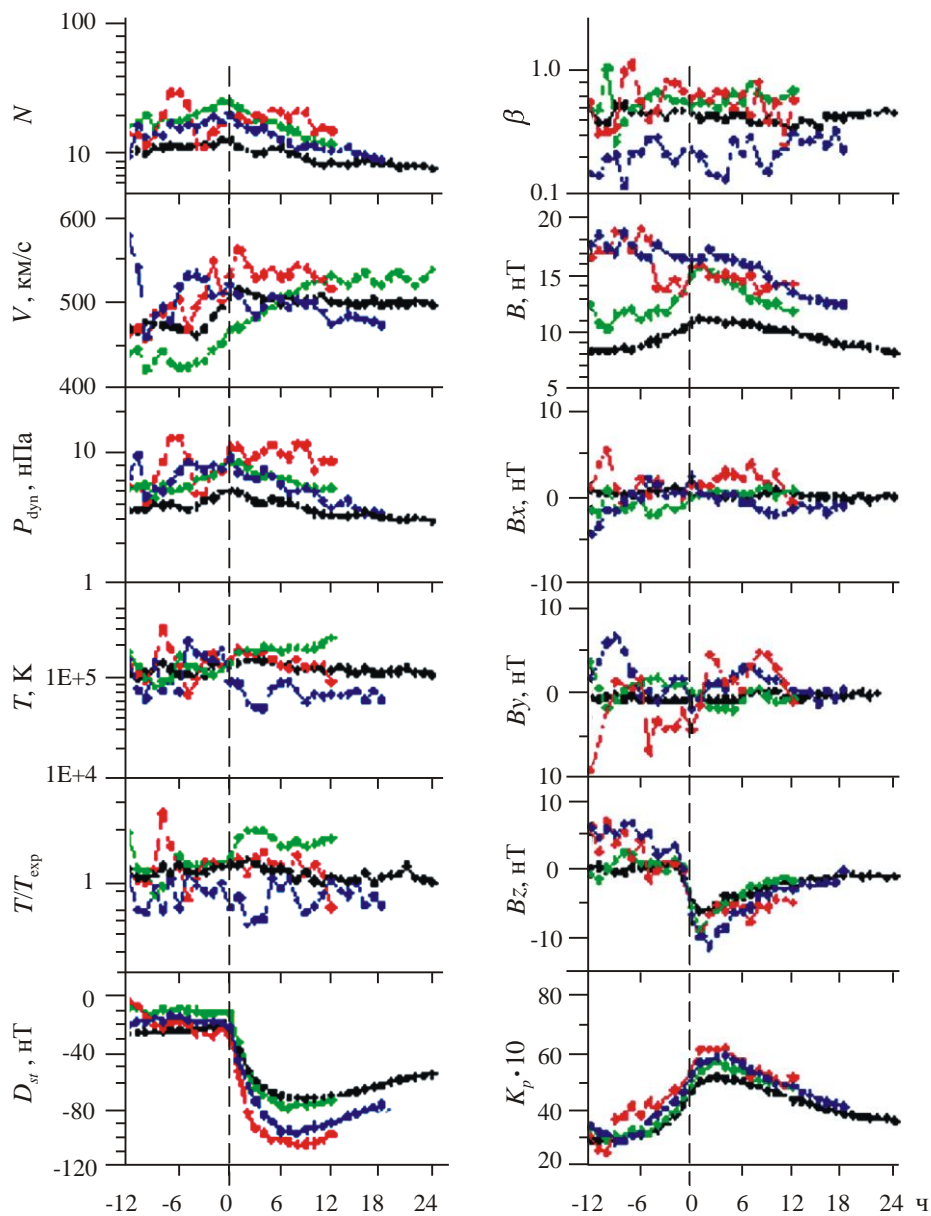 100
N
10
600
V, км/с
500
400
10
P_dyn, нПа
1
T, К
1E+5
1E+4
T/T_exp
1
0
D_st, нТ
-40
-80
-120
-12 -6 0 6 12 18 24
1.0
β
0.1
20
B, нТ
15
10
5
10
Bx, нТ
0
-10
10
By, нТ
0
10
10
Bz, нТ
0
-10
80
K_p · 10
60
40
20
-12 -6 0 6 12 18 24 ч